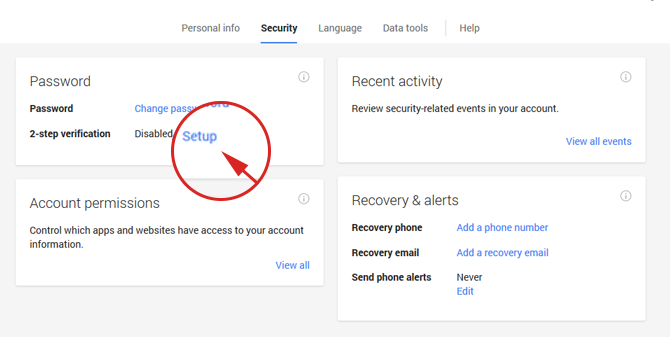 Personal info Security Language Data tools Help
Password
Password Change password
2-step verification Disabled Setup
Account permissions
Control which apps and websites have access to your account
information.
View all
Recent activity
Review security-related events in your account.
View all events
Recovery & alerts
Recovery phone Add a phone number
Recovery email Add a recovery email
Send phone alerts Never
Edit